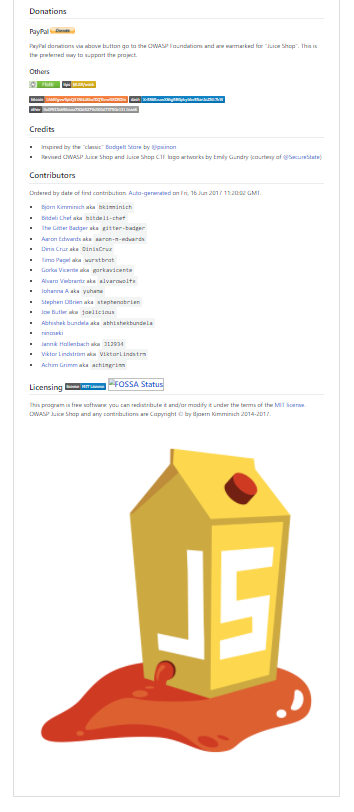 Donations
PayPal Donate
PayPal donations via above button go to the OWASP Foundations and are earmarked for "Juice Shop". This is
the preferred way to support the project.
Others
Flattr
Credits
Inspired by the "classic" BodgeIt Store by @psiinon
Revised OWASP Juice Shop and Juice Shop CTF logo artworks by Emily Gundry (courtesy of @SecureState)
Contributors
Ordered by date of first contribution. Auto-generated on Fri, 16 Jun 2017 11:20:02 GMT.
Björn Kimminich aka bkimminich
Bitdeli Chef aka bitdeli-chef
The Gitter Badger aka gitter-badger
Aaron Edwards aka aaron-m-edwards
Dinis Cruz aka DinisCruz
Timo Pagel aka wurstbrot
Gorka Vicente aka gorkavicente
Alvaro Viebrantz aka alvarowolfx
Johanna A aka yuhama
Stephen OBrien aka stephenobrien
Joe Butler aka joelicious
Abhishek bundela aka abhishekbundela
ninoseki
Jannik Hollenbach aka J12934
Viktor Lindström aka ViktorLindstrm
Achim Grimm aka achimgrimm
Licensing license MIT License FOSSA Status
This program is free software: you can redistribute it and/or modify it under the terms of the MIT license.
OWASP Juice Shop and any contributions are Copyright © by Bjoern Kimminich 2014-2017.
JS